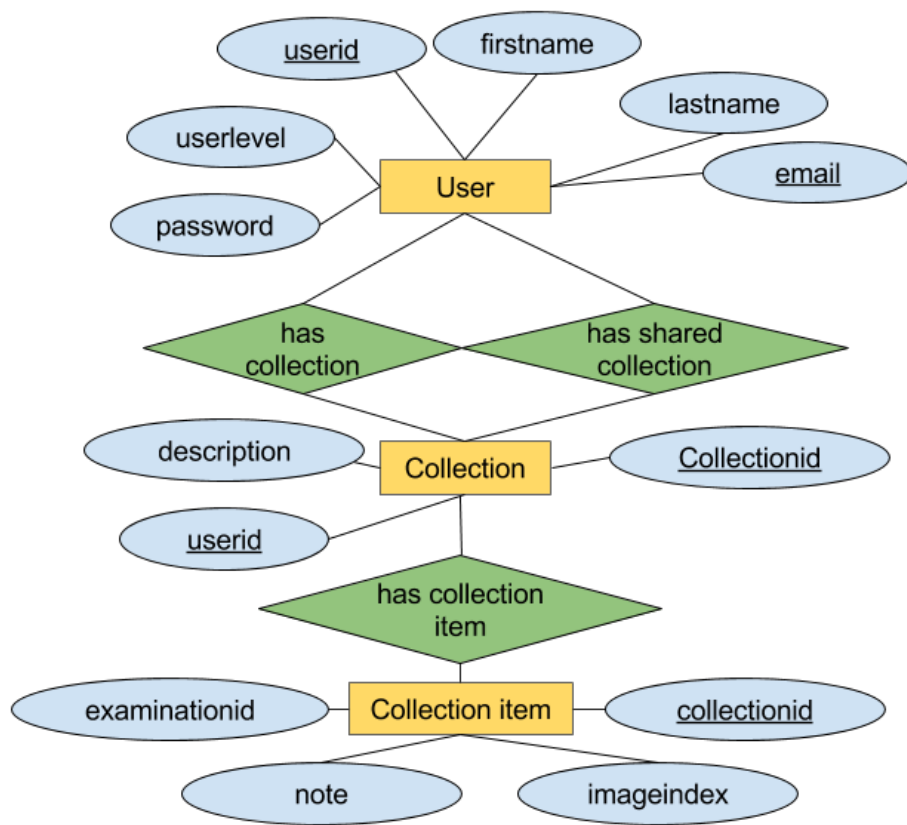 userid
firstname
lastname
userlevel
email
User
password
has
collection
has shared
collection
description
Collection
Collectionid
userid
has collection
item
examinationid
Collection item
collectionid
note
imageindex